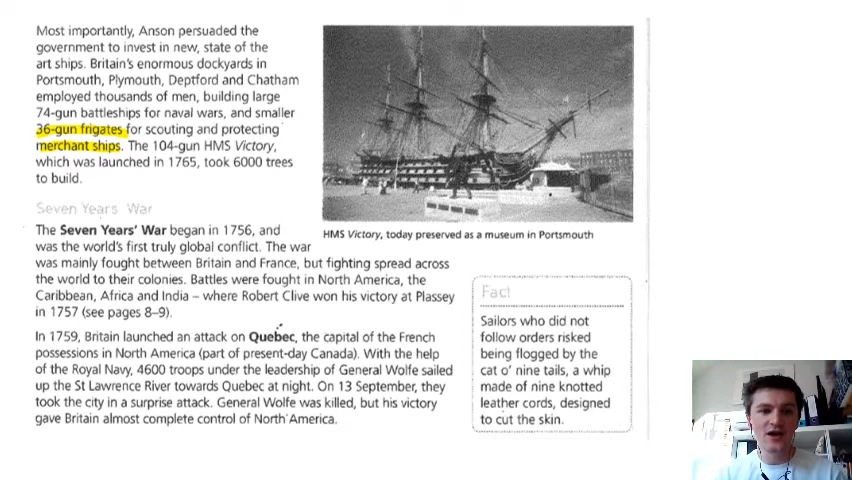 Most importantly, Anson persuaded the
government to invest in new, state of the
art ships. Britain's enormous dockyards in
Portsmouth, Plymouth, Deptford and Chatham
employed thousands of men, building large
74-gun battleships for naval wars, and smaller
36-gun frigates for scouting and protecting
merchant ships. The 104-gun HMS Victory,
which was launched in 1765, took 6000 trees
to build.
HMS Victory, today preserved as a museum in Portsmouth
Seven Years War
The Seven Years' War began in 1756, and
was the world's first truly global conflict. The war
was mainly fought between Britain and France, but fighting spread across
the world to their colonies. Battles were fought in North America, the
Caribbean, Africa and India – where Robert Clive won his victory at Plassey
in 1757 (see pages 8–9).
In 1759, Britain launched an attack on Quebec, the capital of the French
possessions in North America (part of present-day Canada). With the help
of the Royal Navy, 4600 troops under the leadership of General Wolfe sailed
up the St Lawrence River towards Quebec at night. On 13 September, they
took the city in a surprise attack. General Wolfe was killed, but his victory
gave Britain almost complete control of North America.
Fact
Sailors who did not
follow orders risked
being flogged by the
cat o' nine tails, a whip
made of nine knotted
leather cords, designed
to cut the skin.